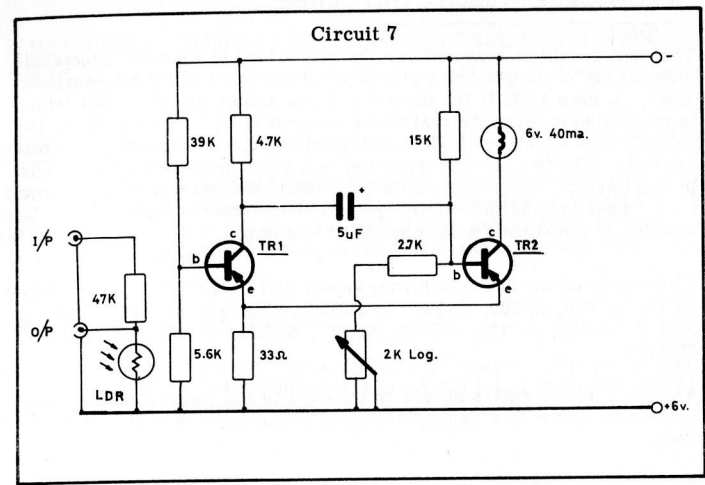 Circuit 7
-
39K
4.7K
15K
6v. 40ma.
+
5uF
I/P
c
c
TR1
2.7K
TR2
b
b
e
e
47K
O/P
5.6K
33Ω
2K Log.
LDR
+6v.